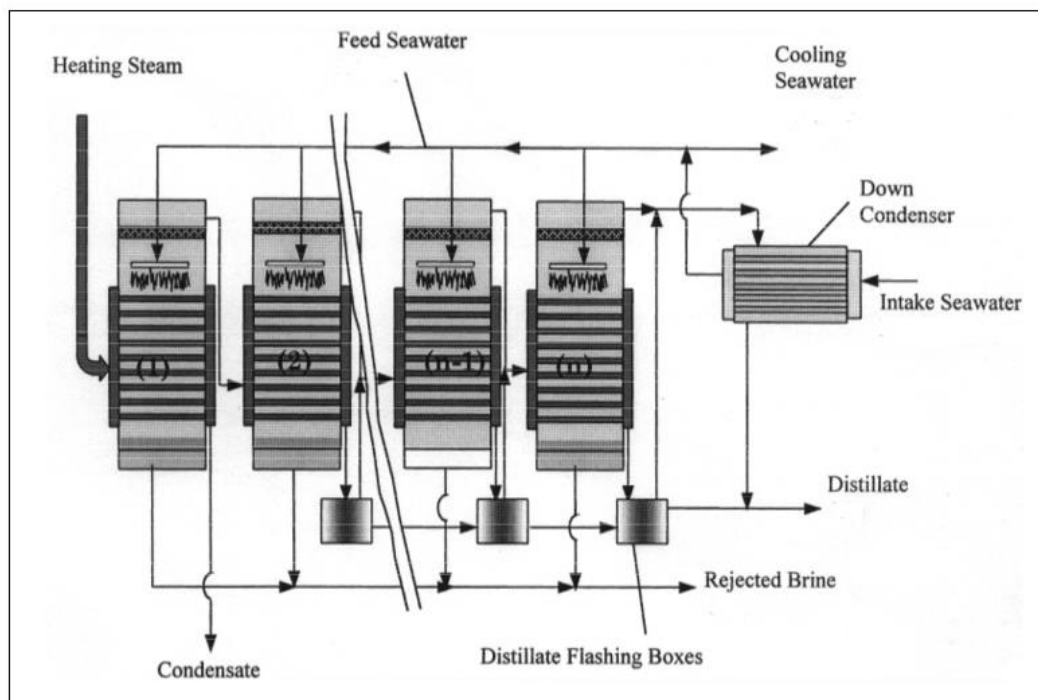 Feed Seawater
Heating Steam
Cooling
Seawater
Down
Condenser
Intake Seawater
(1)
(2)
(n-1)
(n)
Distillate
Rejected Brine
Distillate Flashing Boxes
Condensate